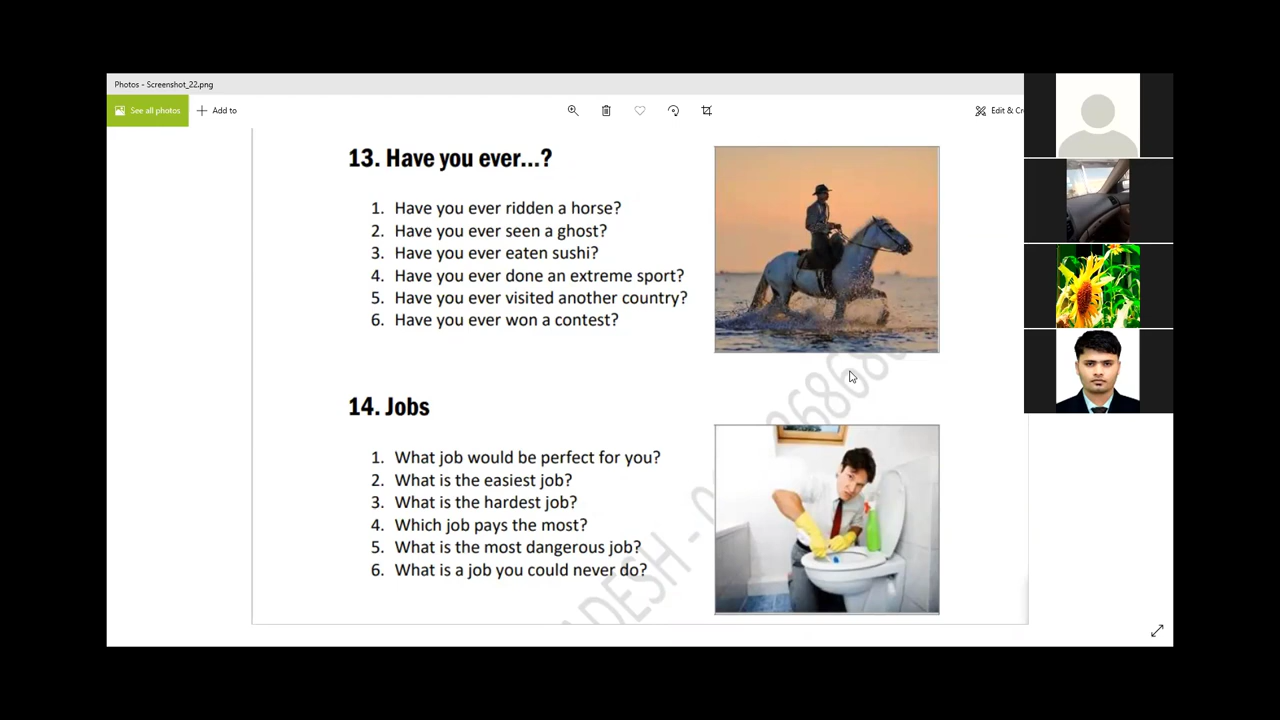 Photos - Screenshot_22.png
See all photos
Add to
13. Have you ever...?
1. Have you ever ridden a horse?
2. Have you ever seen a ghost?
3. Have you ever eaten sushi?
4. Have you ever done an extreme sport?
5. Have you ever visited another country?
6. Have you ever won a contest?
14. Jobs
1. What job would be perfect for you?
2. What is the easiest job?
3. What is the hardest job?
4. Which job pays the most?
5. What is the most dangerous job?
6. What is a job you could never do?